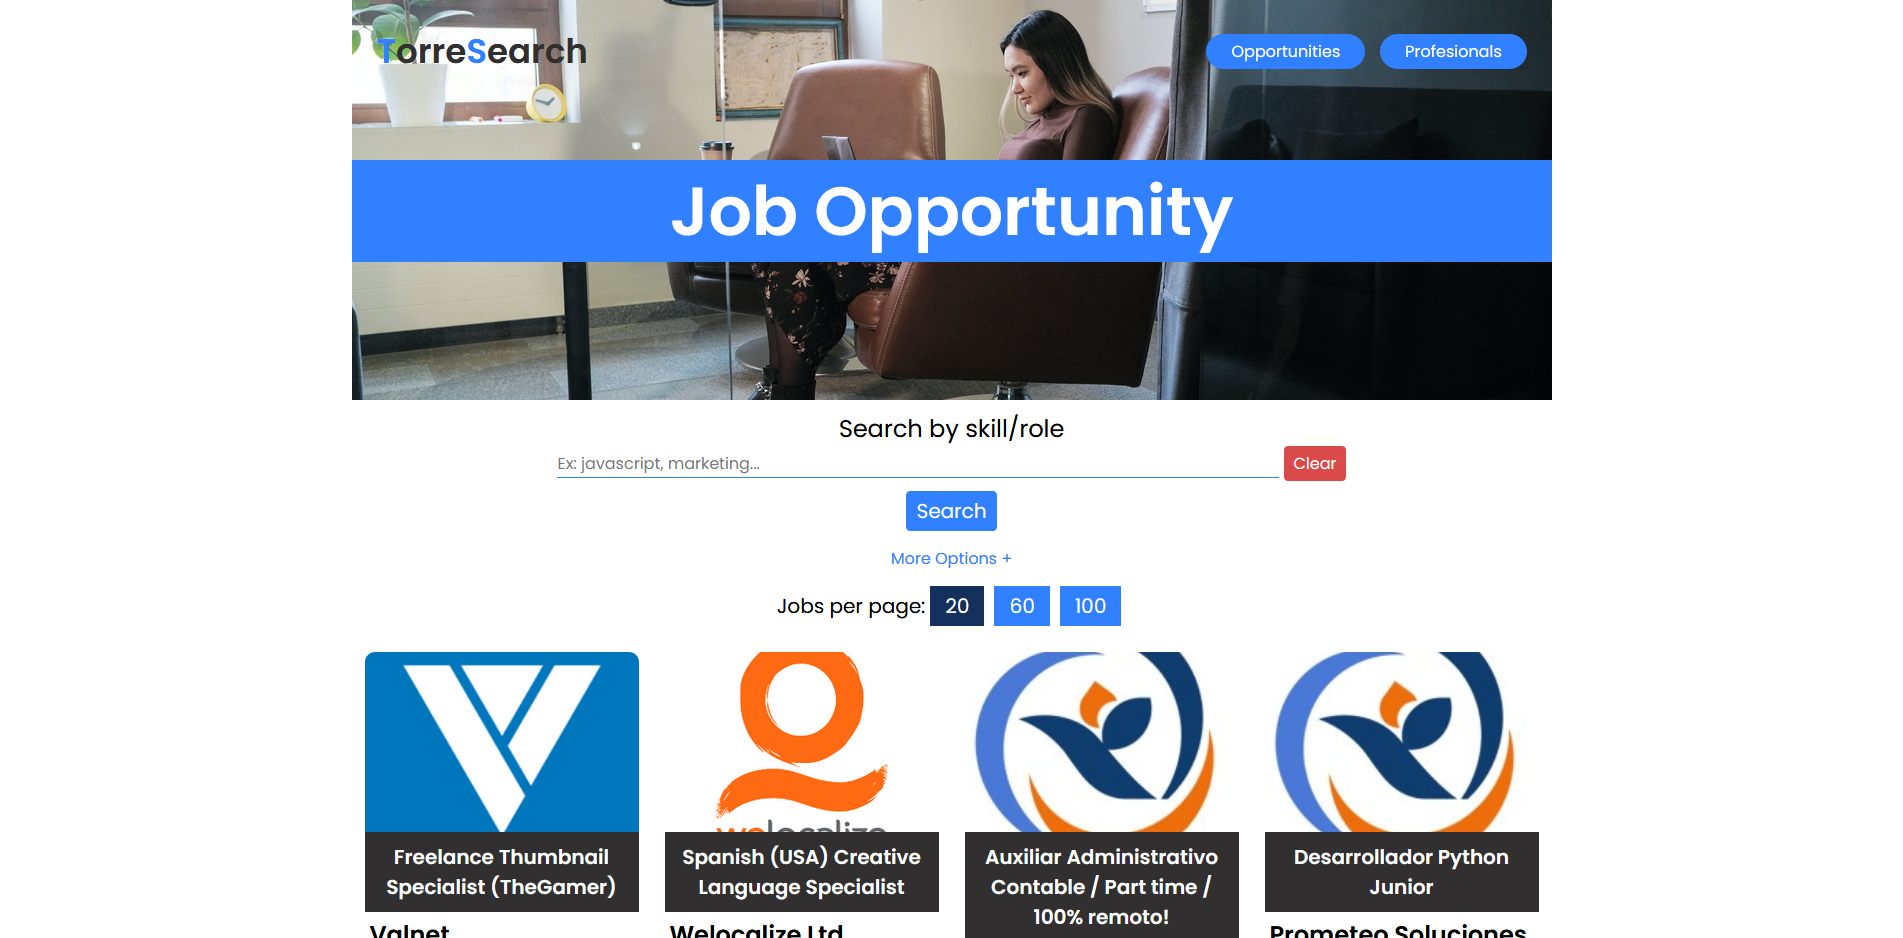 TorreSearch
Opportunities
Profesionals
Job Opportunity
Search by skill/role
Ex: javascript, marketing...
Clear
Search
More Options +
Jobs per page: 20 60 100
welocalize
Freelance Thumbnail
Specialist (TheGamer)
Valnet
Spanish (USA) Creative
Language Specialist
Welocalize Ltd
Auxiliar Administrativo
Contable / Part time /
100% remoto!
Desarrollador Python
Junior
Prometeo Soluciones